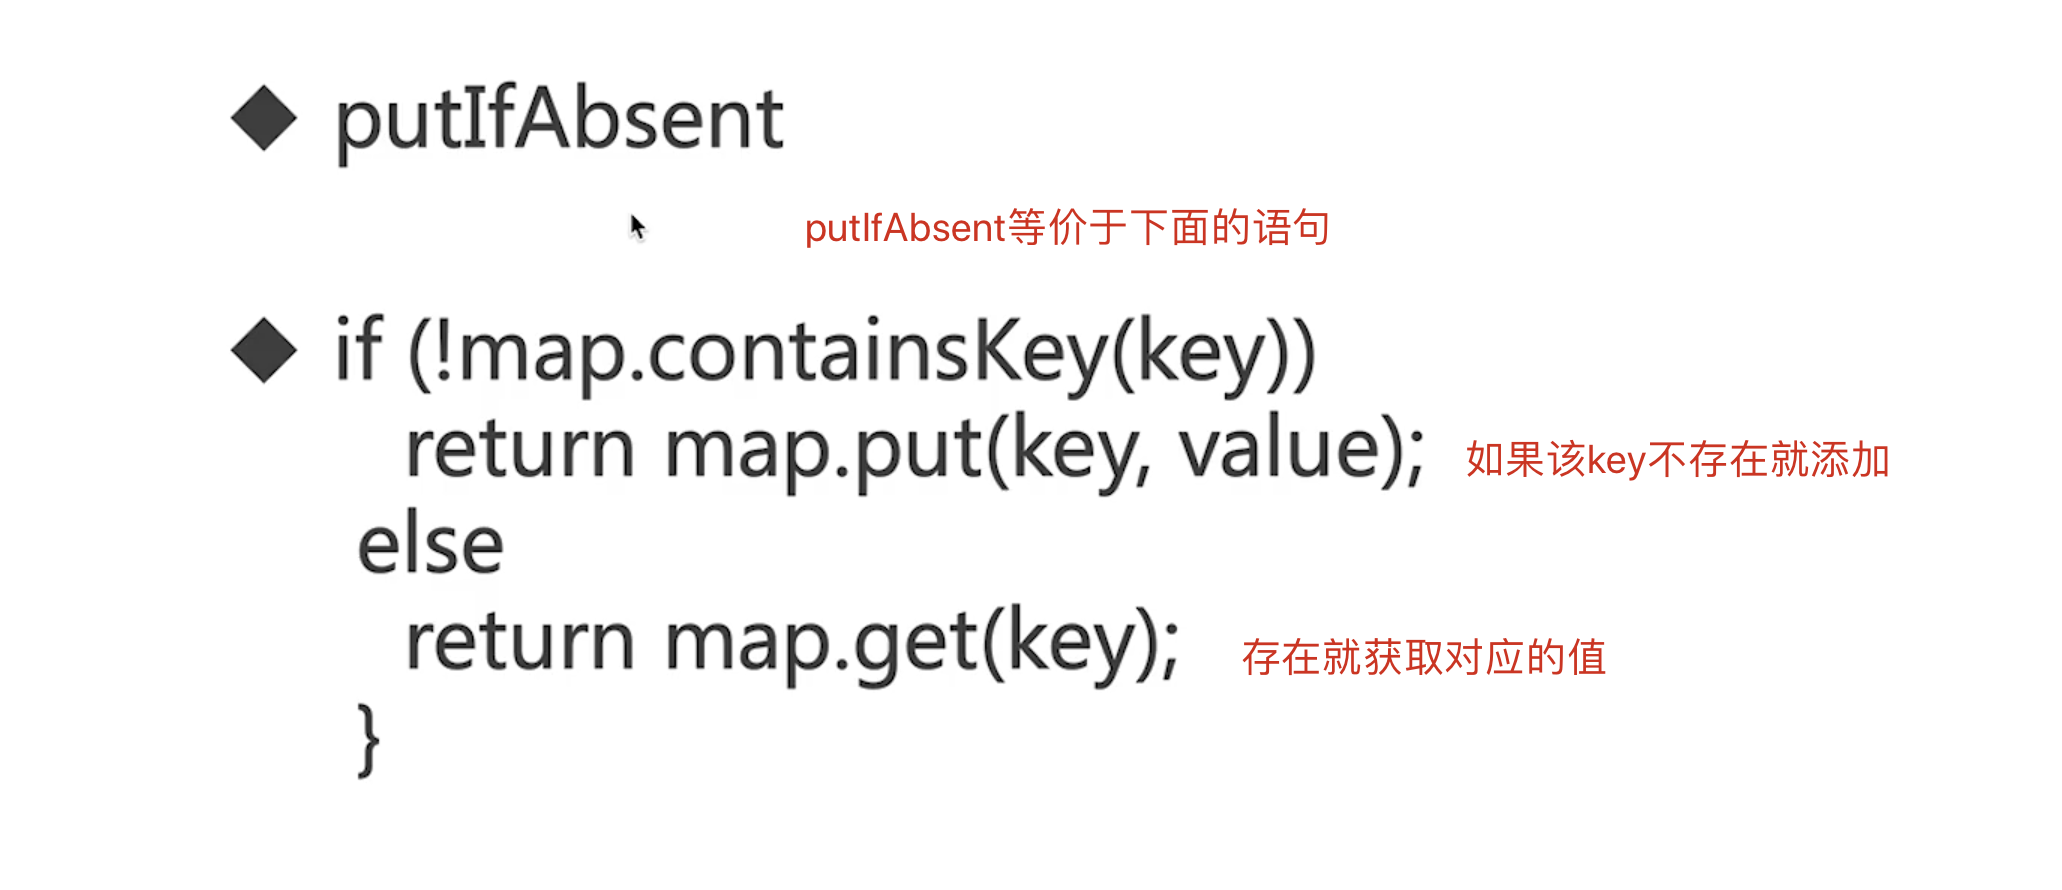 putIfAbsent
putIfAbsent等价于下面的语句
if (!map.containsKey(key))
return map.put(key, value); 如果该key不存在就添加
else
return map.get(key); 存在就获取对应的值
}